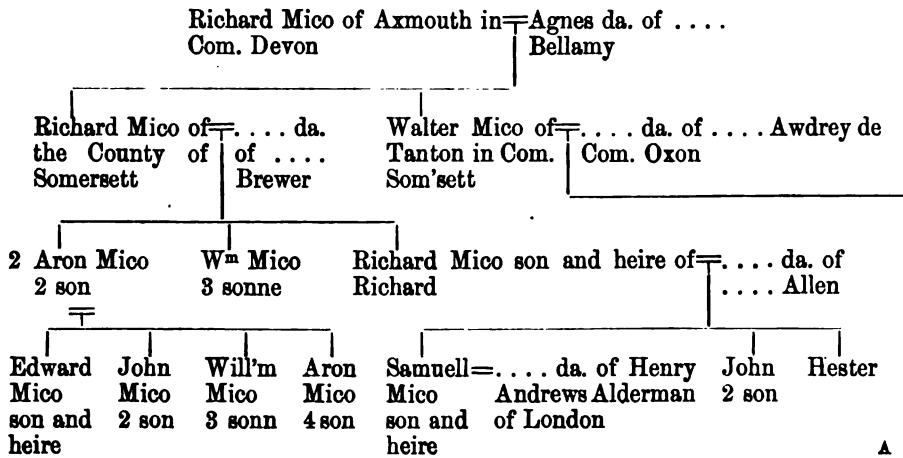 Richard Mico of Axmouth in Com. Devon
Agnes da. of . . . . Bellamy
Richard Mico of the County of Somersett
. . . . da. of . . . . Brewer
Walter Mico of Tanton in Com. Som'sett
. . . . da. of . . . . Awdrey de Com. Oxon
2 Aron Mico
2 son
Wm Mico
3 sonne
Richard Mico son and heire of Richard
. . . . da. of . . . . Allen
Edward Mico son and heire
John Mico 2 son
Will'm Mico 3 sonn
Aron Mico 4 son
Samuell Mico son and heire
. . . . da. of Henry Andrews Alderman of London
John 2 son
Hester
A